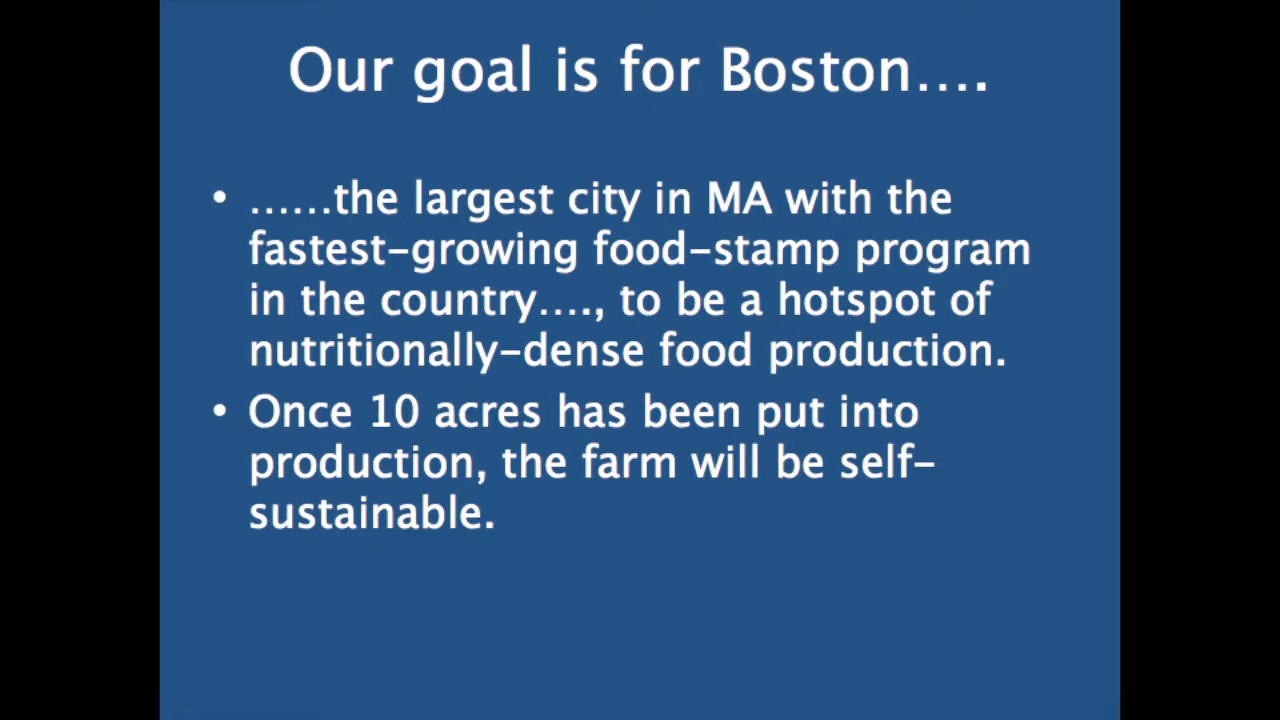 Our goal is for Boston….
• ……the largest city in MA with the
fastest-growing food-stamp program
in the country…., to be a hotspot of
nutritionally-dense food production.
• Once 10 acres has been put into
production, the farm will be self-
sustainable.